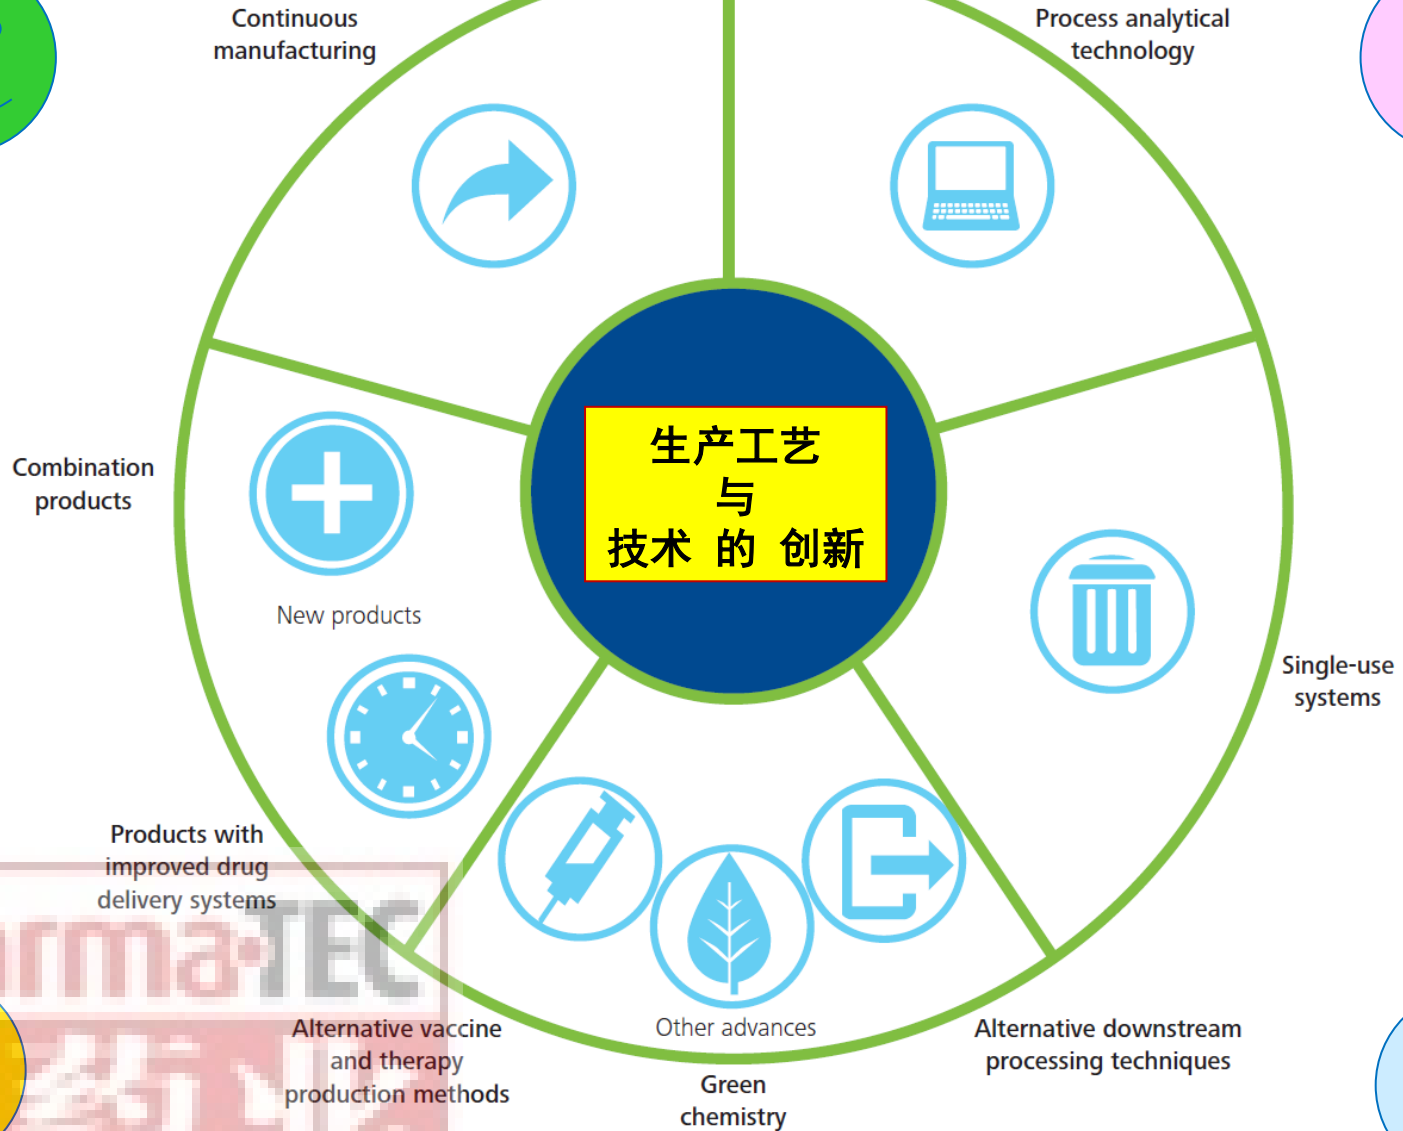 Continuous
manufacturing
Process analytical
technology
生产工艺
与
技术 的 创新
Combination
products
New products
Single-use
systems
Products with
improved drug
delivery systems
TEC
Other advances
Alternative vaccine
and therapy
production methods
Alternative downstream
processing techniques
Green
chemistry